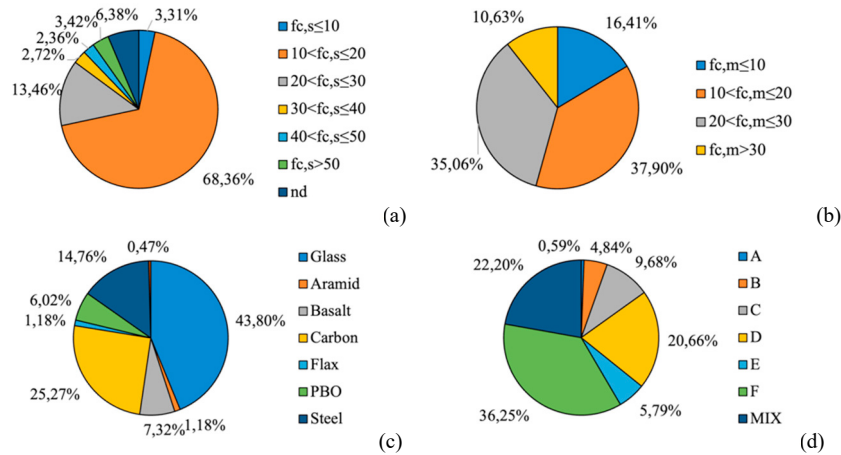 3,42%
6,38%
3,31%
2,36%
2,72%
13,46%
68,36%
fc,s≤10
10<fc,s≤20
20<fc,s≤30
30<fc,s≤40
40<fc,s≤50
fc,s>50
nd
(a)
10,63%
16,41%
35,06%
37,90%
fc,m≤10
10<fc,m≤20
20<fc,m≤30
fc,m>30
(b)
14,76%
0,47%
6,02%
1,18%
43,80%
25,27%
7,32%
1,18%
Glass
Aramid
Basalt
Carbon
Flax
PBO
Steel
(c)
0,59%
4,84%
22,20%
9,68%
20,66%
36,25%
5,79%
A
B
C
D
E
F
MIX
(d)